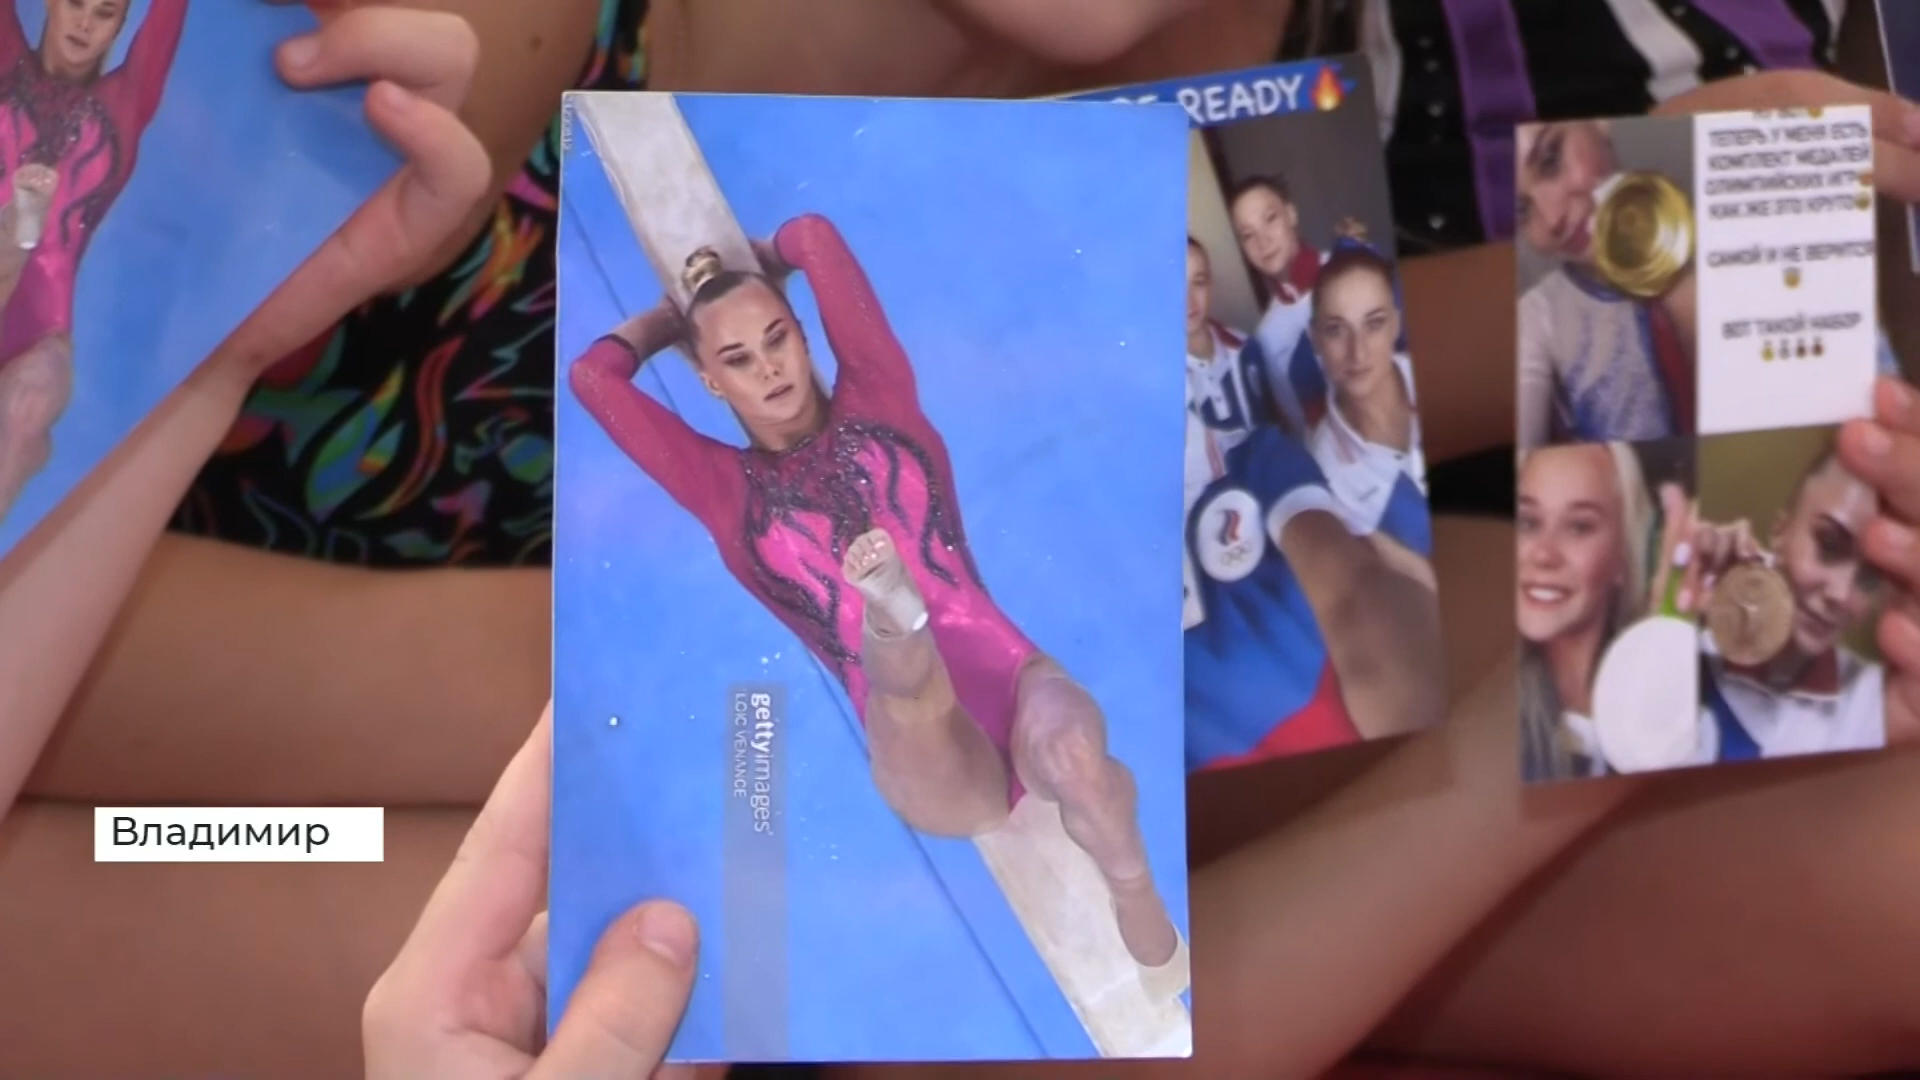 READY🔥
ТЕПЕРЬ У МЕНЯ ЕСТЬ
КОМПЛЕКТ МЕДАЛЕЙ
ОЛИМПИЙСКИХ ИГР
КАК ЖЕ ЭТО КРУТО
САМОЙ И НЕ ВЕРИТСЯ
ВОТ ТАКОЙ НАБОР
gettyimages
LOIC VENANCE
Владимир